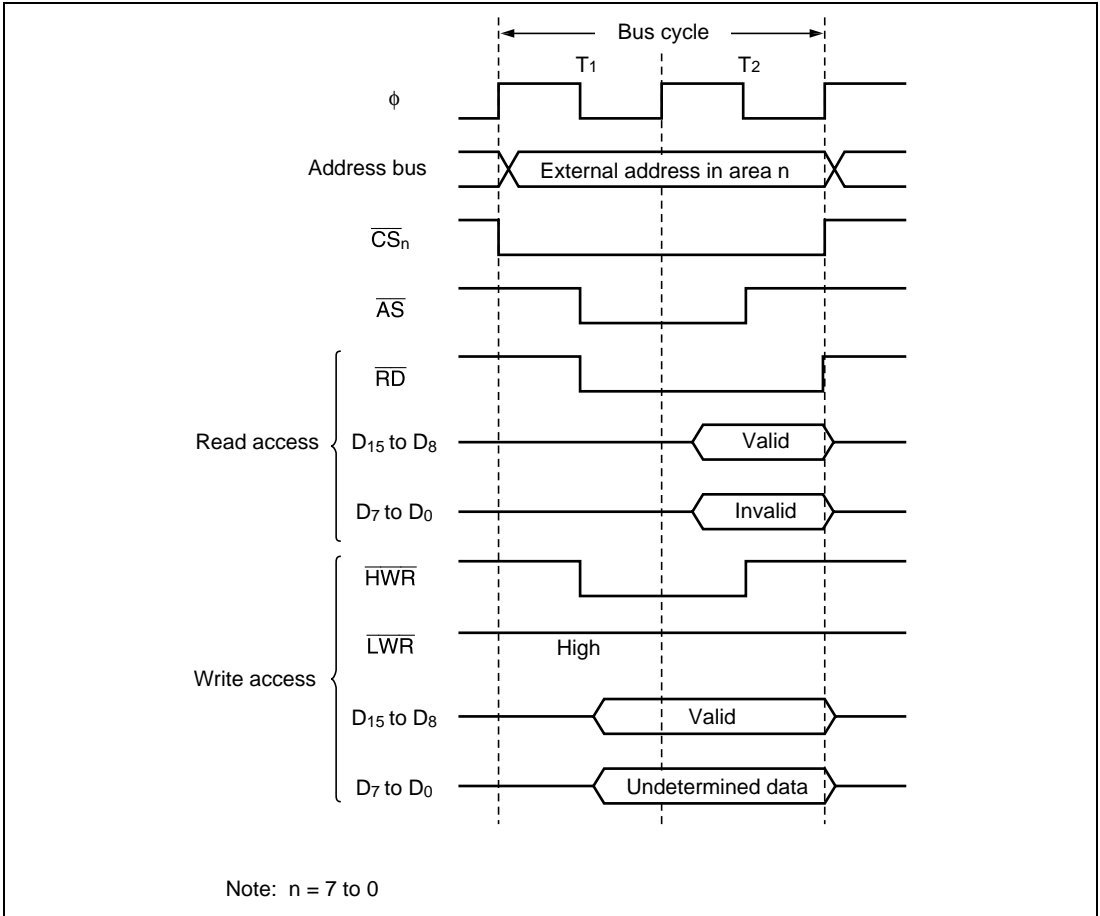 Bus cycle
T1 T2
ϕ
Address bus External address in area n
CSn
AS
RD
Read access D15 to D8 Valid
D7 to D0 Invalid
HWR
LWR High
Write access
D15 to D8 Valid
D7 to D0 Undetermined data
Note: n = 7 to 0